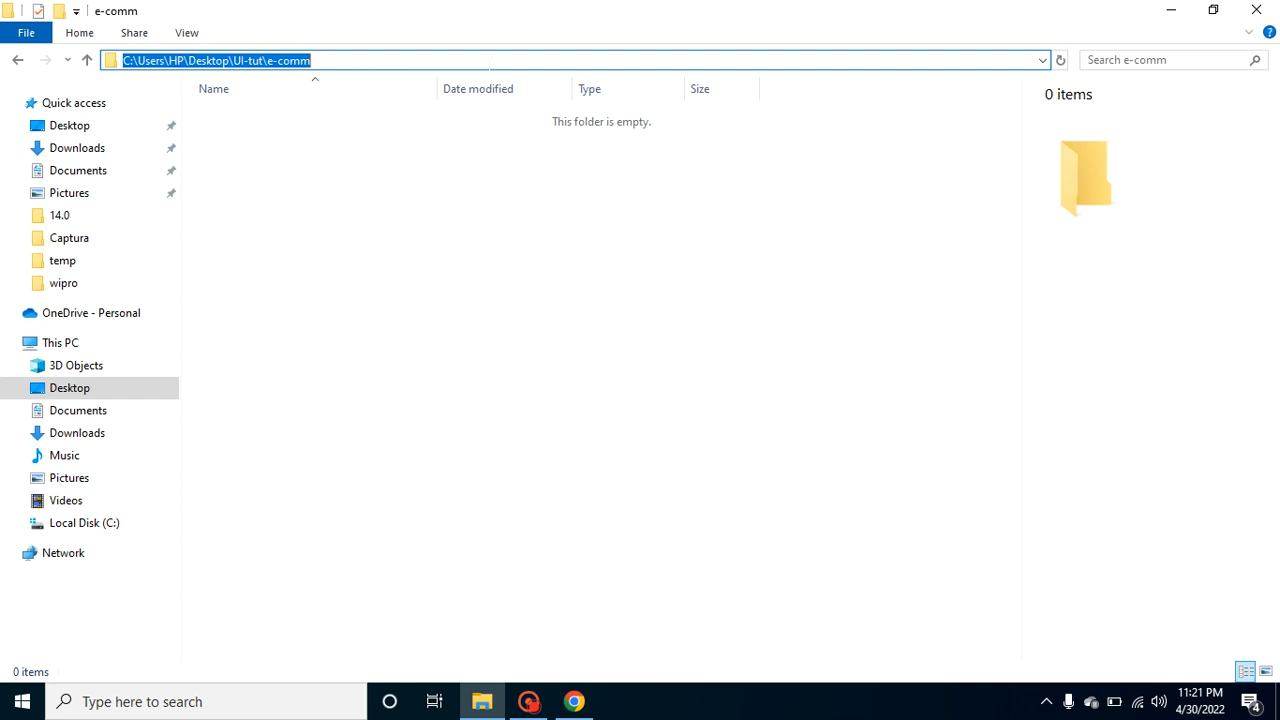 e-comm
File Home Share View
C:\Users\HP\Desktop\UI-tut\e-comm
Search e-comm
Name Date modified Type Size
This folder is empty.
0 items
Quick access
Desktop
Downloads
Documents
Pictures
14.0
Captura
temp
wipro
OneDrive - Personal
This PC
3D Objects
Desktop
Documents
Downloads
Music
Pictures
Videos
Local Disk (C:)
Network
0 items
Type here to search
11:21 PM
4/30/2022
4